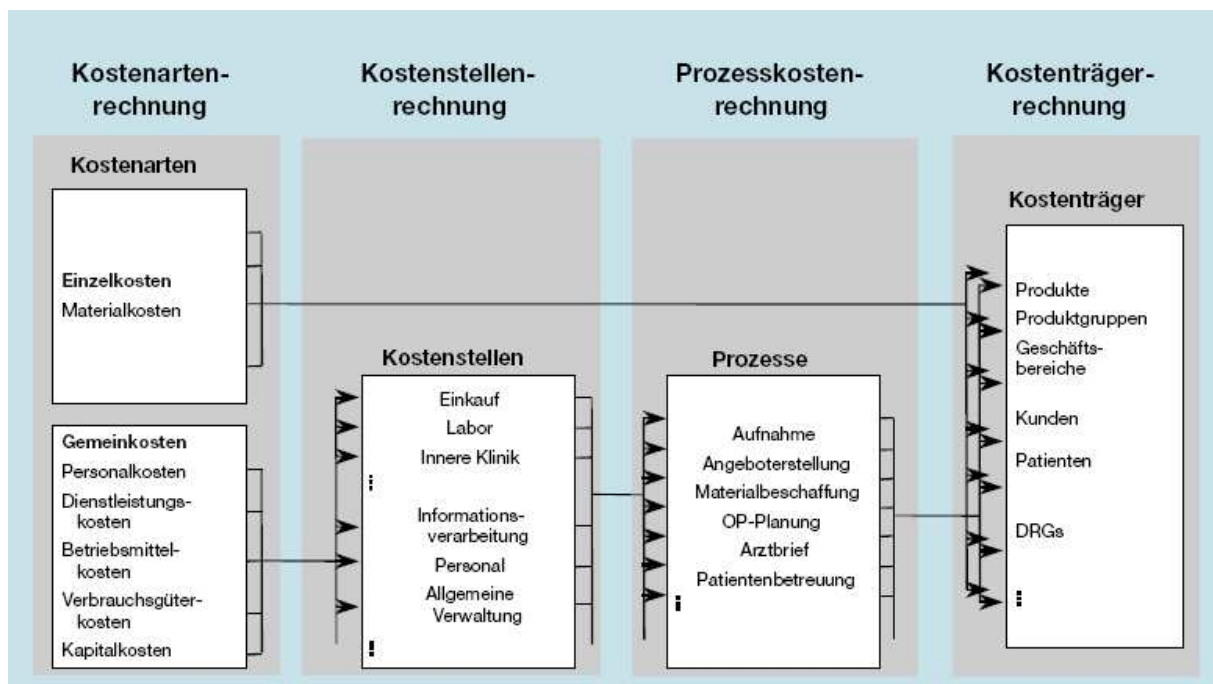 Kostenarten-
rechnung
Kostenstellen-
rechnung
Prozesskosten-
rechnung
Kostenträger-
rechnung
Kostenarten
Einzelkosten
Materialkosten
Gemeinkosten
Personalkosten
Dienstleistungs-
kosten
Betriebsmittel-
kosten
Verbrauchsgüter-
kosten
Kapitalkosten
Kostenstellen
Einkauf
Labor
Innere Klinik
Informations-
verarbeitung
Personal
Allgemeine
Verwaltung
Prozesse
Aufnahme
Angeboterstellung
Materialbeschaffung
OP-Planung
Arztbrief
Patientenbetreuung
Kostenträger
Produkte
Produktgruppen
Geschäfts-
bereiche
Kunden
Patienten
DRGs